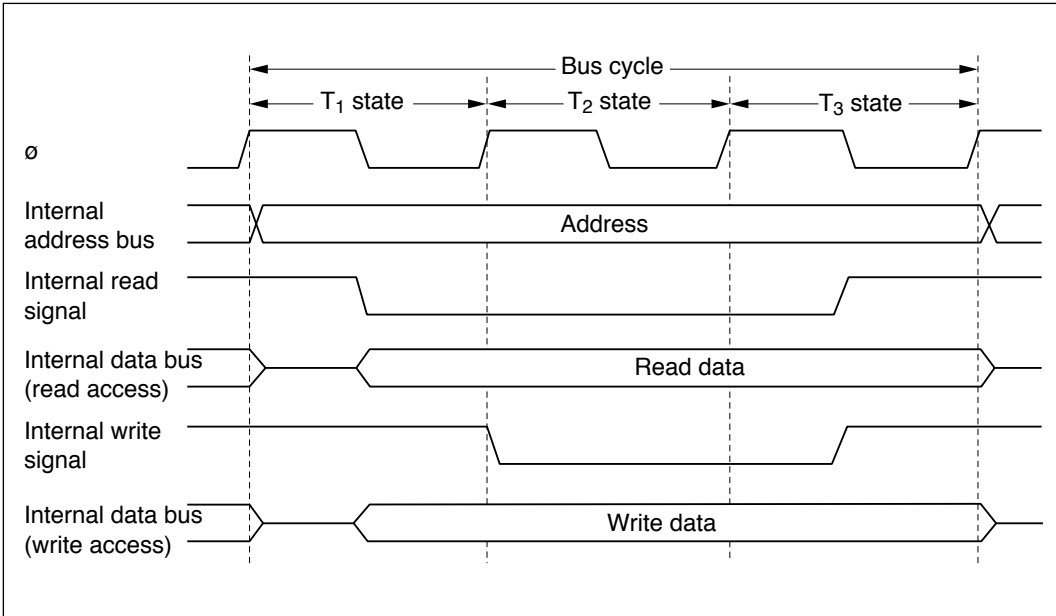 Bus cycle
T1 state
T2 state
T3 state
ø
Internal
address bus
Address
Internal read
signal
Internal data bus
(read access)
Read data
Internal write
signal
Internal data bus
(write access)
Write data